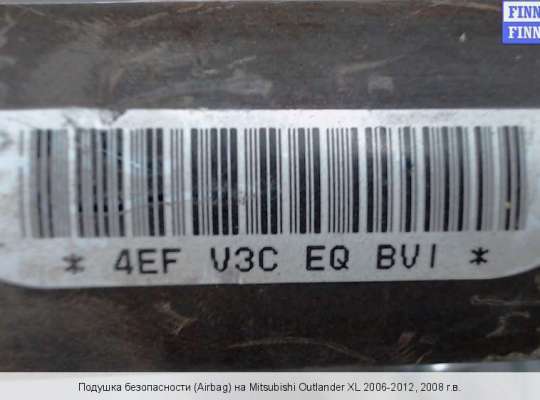 FINN
FINN
* 4EF V3C EQ BVI *
Подушка безопасности (Airbag) на Mitsubishi Outlander XL 2006-2012, 2008 г.в.